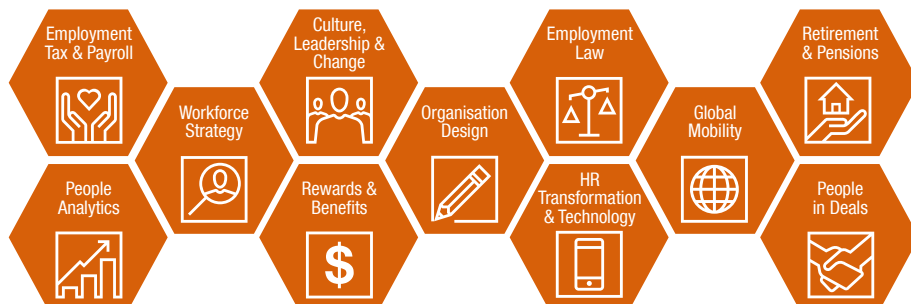 Employment
Tax & Payroll
Culture,
Leadership &
Change
Employment
Law
Retirement
& Pensions
Workforce
Strategy
Organisation
Design
Global
Mobility
People
Analytics
Rewards &
Benefits
HR
Transformation
& Technology
People
in Deals
$